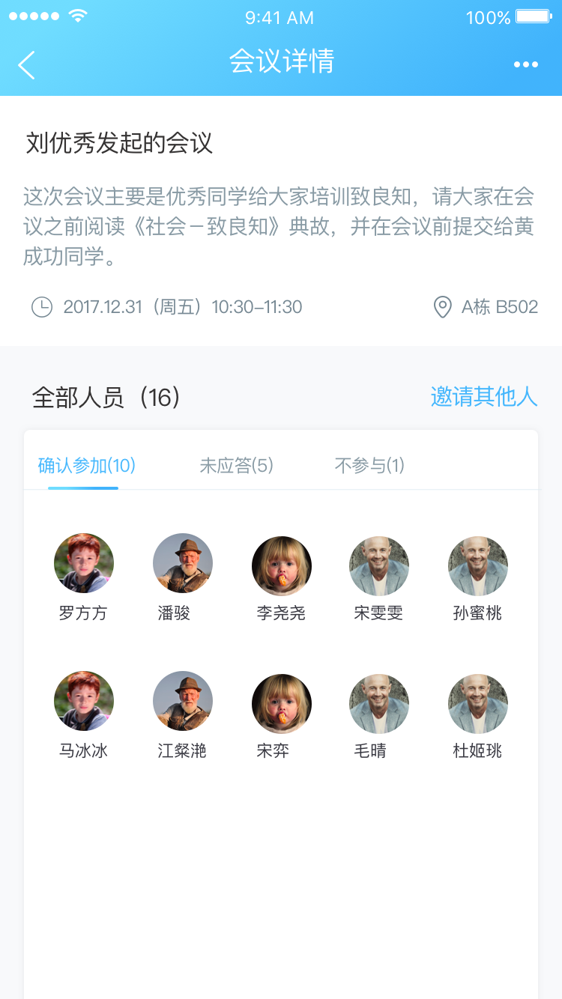 9:41 AM 100%
会议详情
刘优秀发起的会议
这次会议主要是优秀同学给大家培训致良知，请大家在会
议之前阅读《社会－致良知》典故，并在会议前提交给黄
成功同学。
2017.12.31（周五）10:30–11:30 A栋 B502
全部人员（16） 邀请其他人
确认参加(10) 未应答(5) 不参与(1)
罗方方 潘骏 李尧尧 宋雯雯 孙蜜桃
马冰冰 江粲滟 宋弈 毛晴 杜姬珧